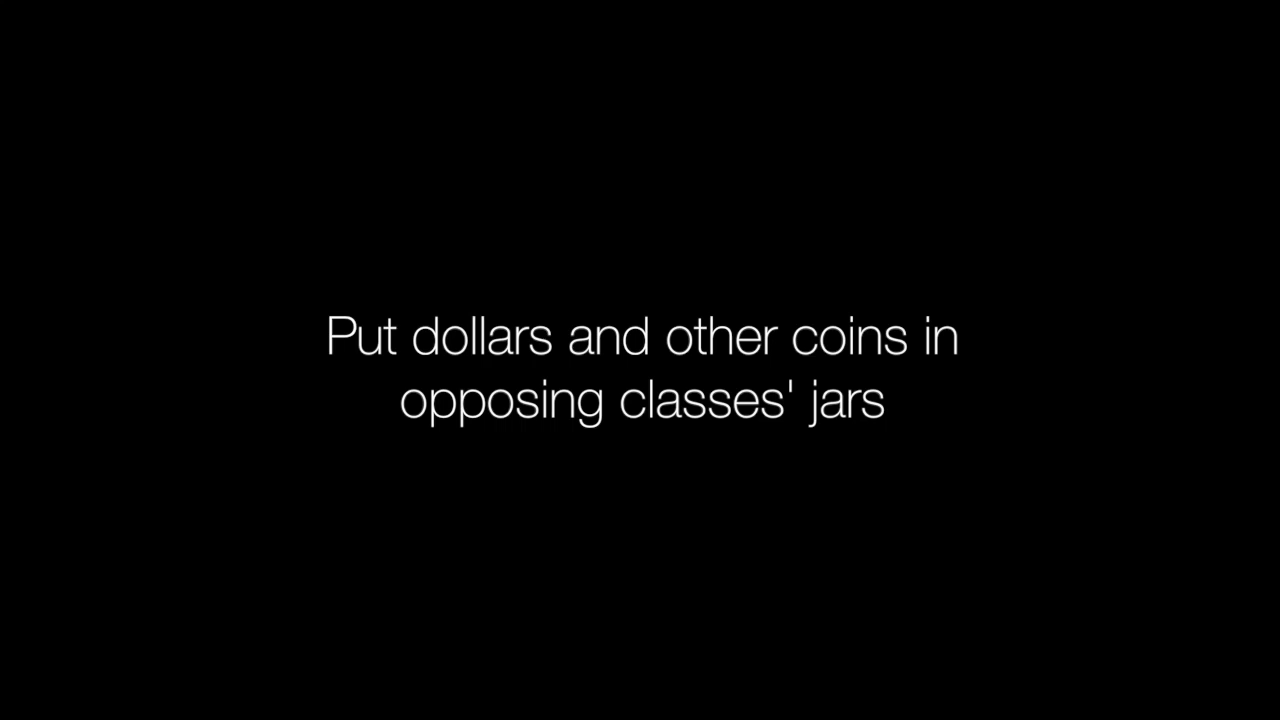 Put dollars and other coins in
opposing classes' jars